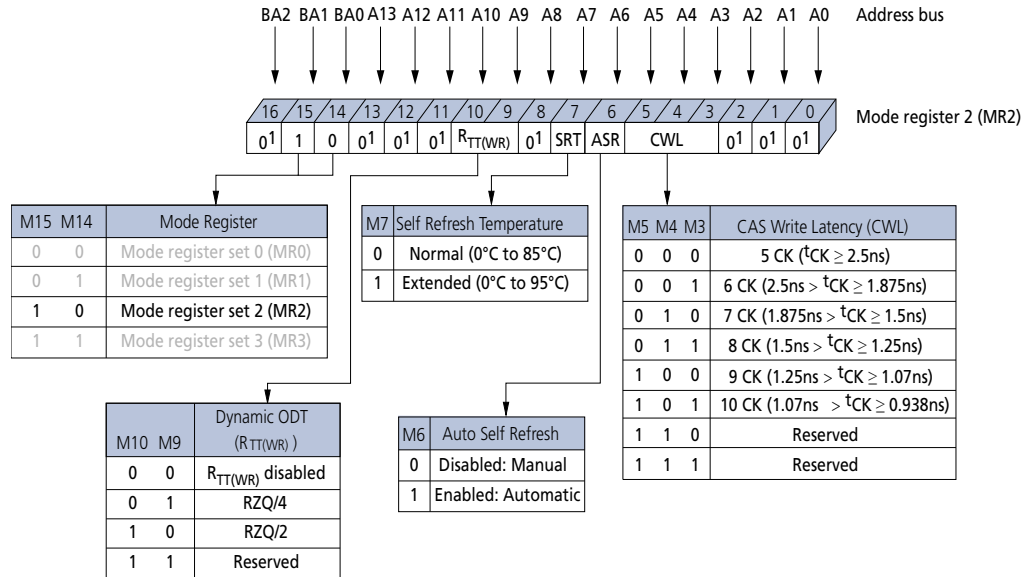 BA2 BA1 BA0 A13 A12 A11 A10 A9 A8 A7 A6 A5 A4 A3 A2 A1 A0 Address bus
16 15 14 13 12 11 10 9 8 7 6 5 4 3 2 1 0
Mode register 2 (MR2)
0¹ 1 0 0¹ 0¹ 0¹ RTT(WR) 0¹ SRT ASR CWL 0¹ 0¹ 0¹
M15 M14 Mode Register
0 0 Mode register set 0 (MR0)
0 1 Mode register set 1 (MR1)
1 0 Mode register set 2 (MR2)
1 1 Mode register set 3 (MR3)
M7 Self Refresh Temperature
0 Normal (0°C to 85°C)
1 Extended (0°C to 95°C)
M5 M4 M3 CAS Write Latency (CWL)
0 0 0 5 CK (tCK ≥ 2.5ns)
0 0 1 6 CK (2.5ns > tCK ≥ 1.875ns)
0 1 0 7 CK (1.875ns > tCK ≥ 1.5ns)
0 1 1 8 CK (1.5ns > tCK ≥ 1.25ns)
1 0 0 9 CK (1.25ns > tCK ≥ 1.07ns)
1 0 1 10 CK (1.07ns > tCK ≥ 0.938ns)
1 1 0 Reserved
1 1 1 Reserved
Dynamic ODT
M10 M9 (RTT(WR) )
0 0 RTT(WR) disabled
0 1 RZQ/4
1 0 RZQ/2
1 1 Reserved
M6 Auto Self Refresh
0 Disabled: Manual
1 Enabled: Automatic